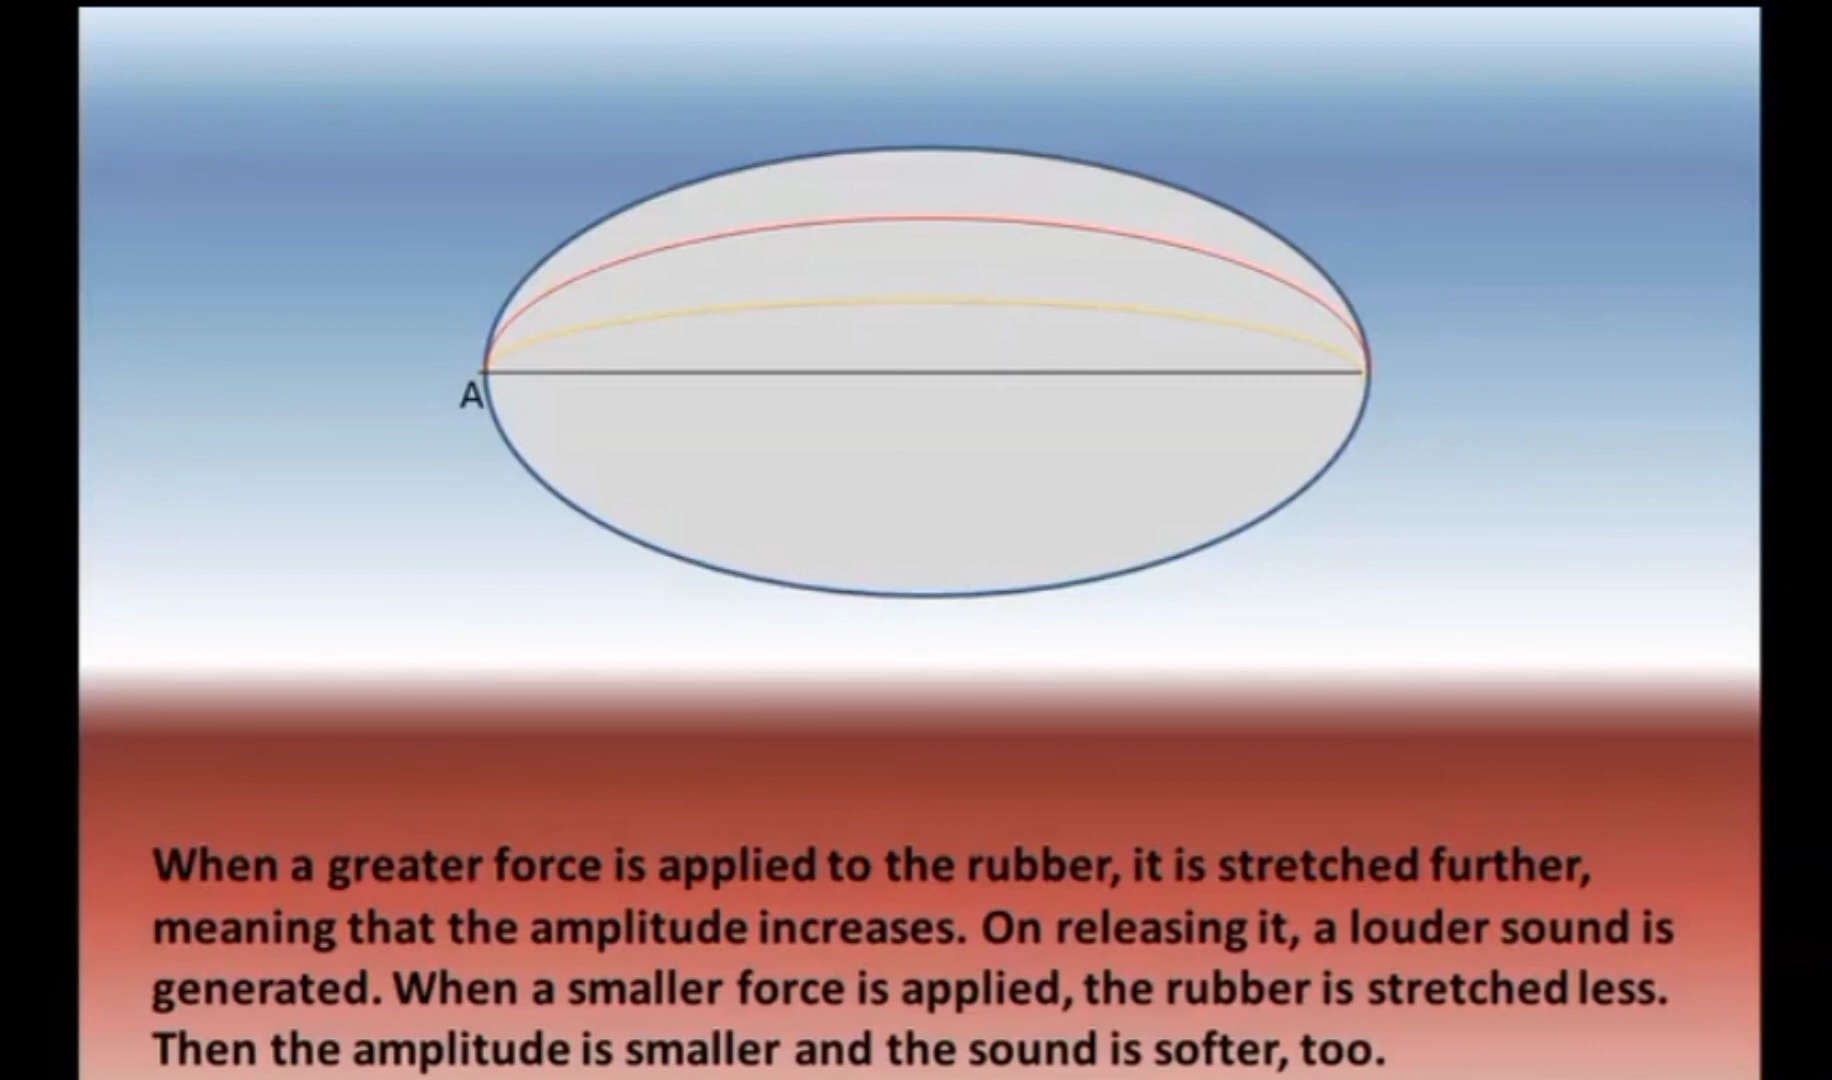 A
When a greater force is applied to the rubber, it is stretched further,
meaning that the amplitude increases. On releasing it, a louder sound is
generated. When a smaller force is applied, the rubber is stretched less.
Then the amplitude is smaller and the sound is softer, too.